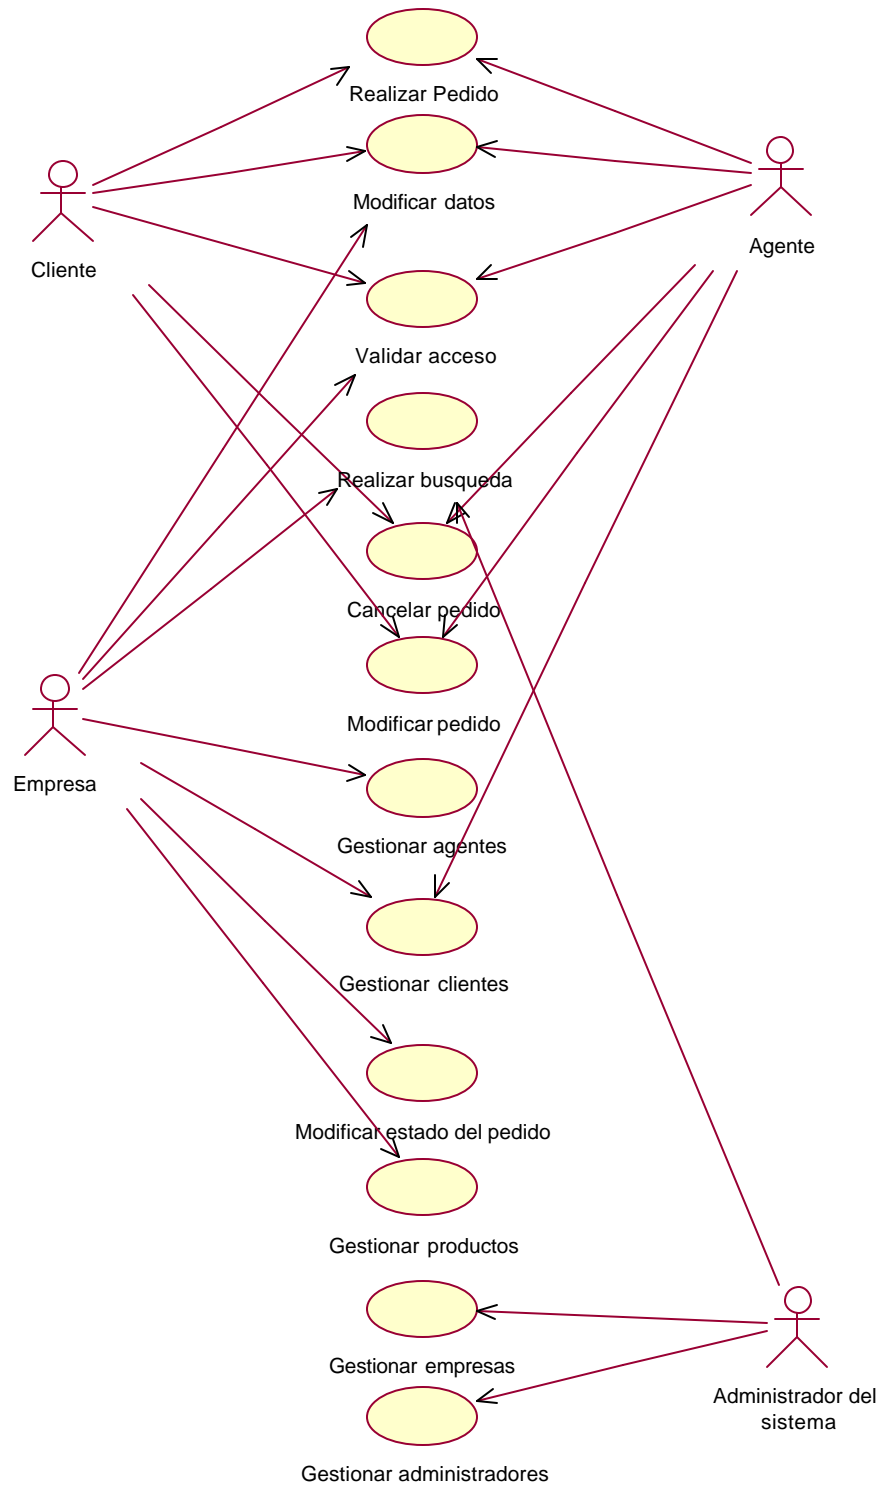 Realizar Pedido
Modificar datos
Agente
Cliente
Validar acceso
Realizar busqueda
Cancelar pedido
Modificar pedido
Empresa
Gestionar agentes
Gestionar clientes
Modificar estado del pedido
Gestionar productos
Gestionar empresas
Administrador del
sistema
Gestionar administradores